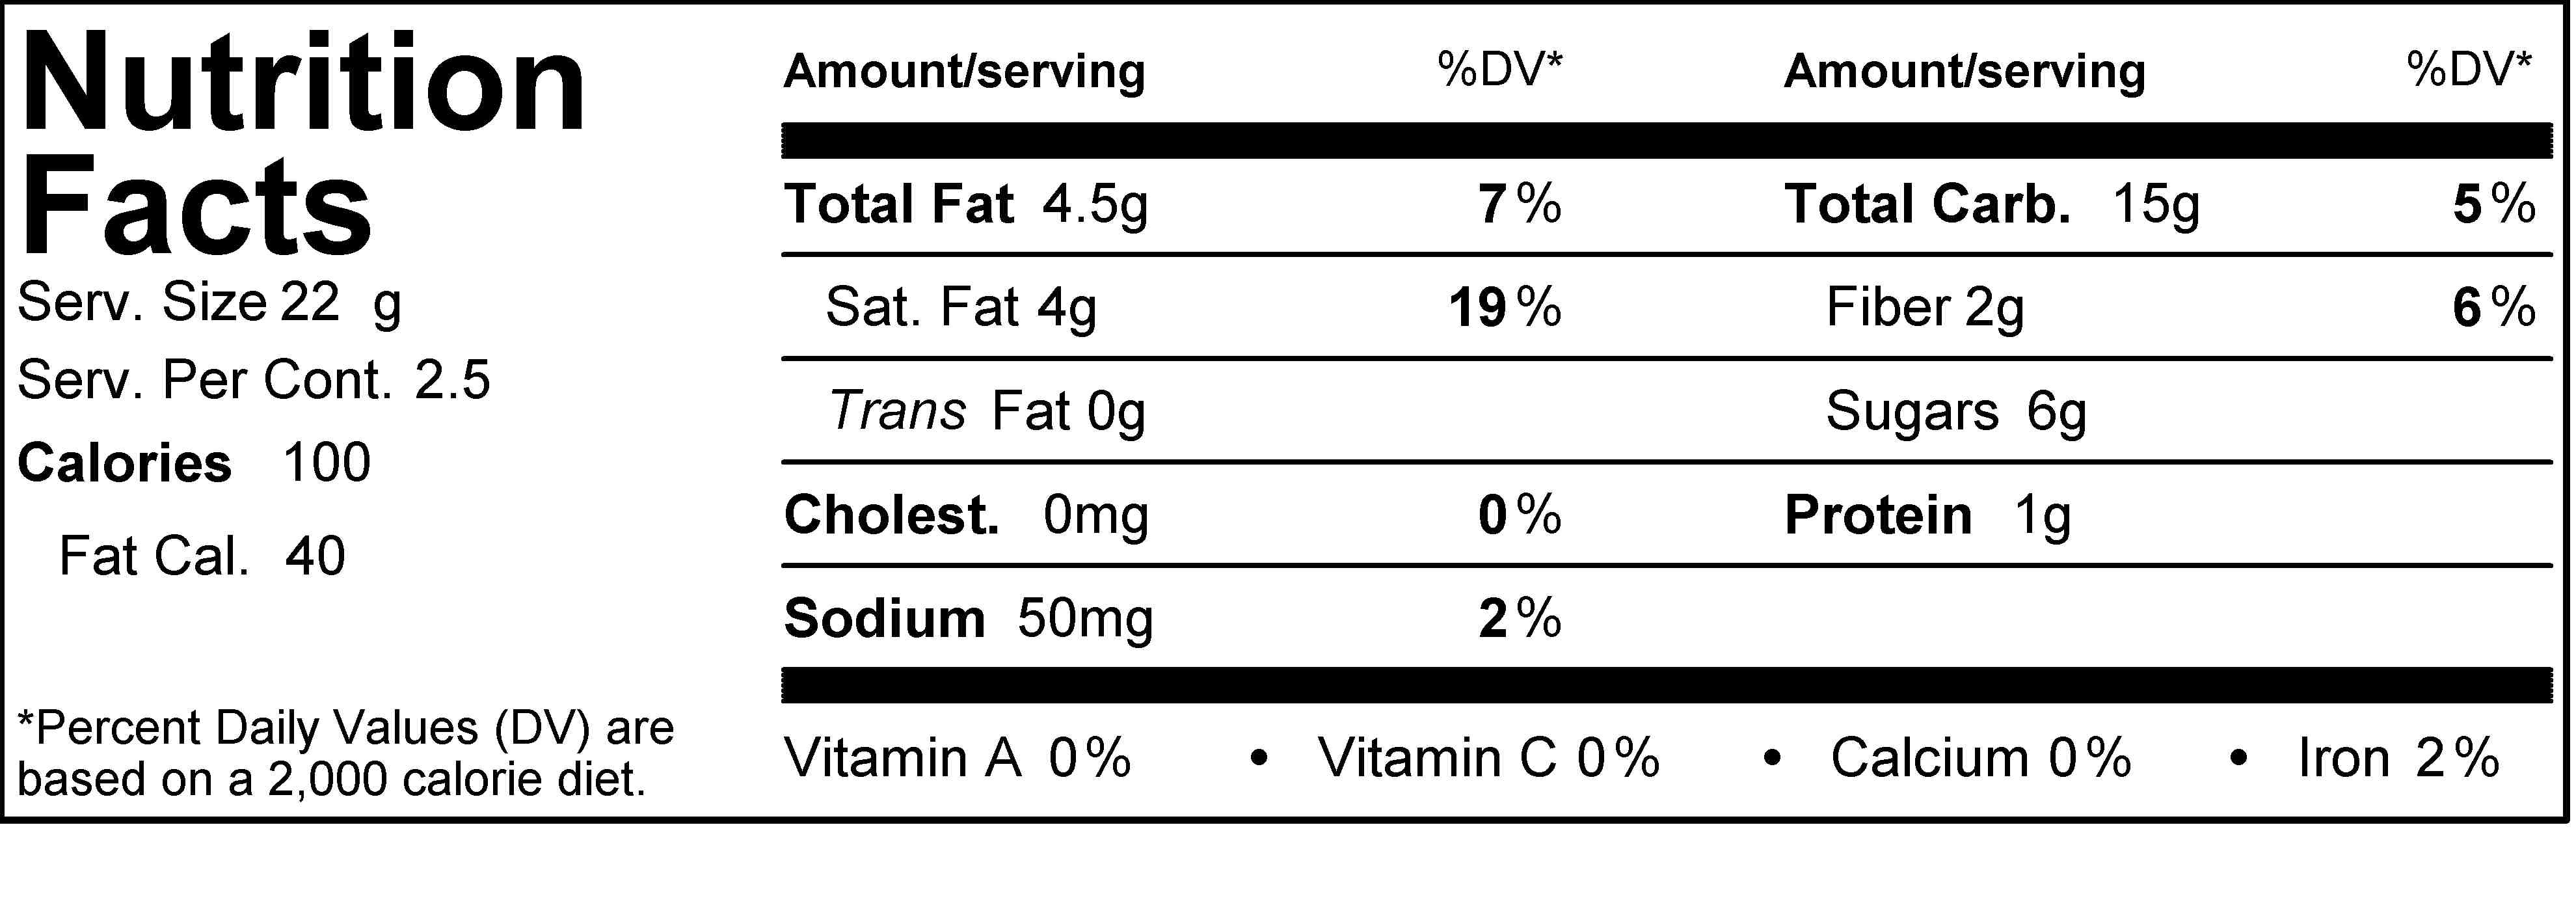 Nutrition
Facts
Serv. Size 22 g
Serv. Per Cont. 2.5
Calories 100
Fat Cal. 40
*Percent Daily Values (DV) are
based on a 2,000 calorie diet.
Amount/serving %DV* Amount/serving %DV*
Total Fat 4.5g 7% Total Carb. 15g 5%
Sat. Fat 4g 19% Fiber 2g 6%
Trans Fat 0g Sugars 6g
Cholest. 0mg 0% Protein 1g
Sodium 50mg 2%
Vitamin A 0% • Vitamin C 0% • Calcium 0% • Iron 2%